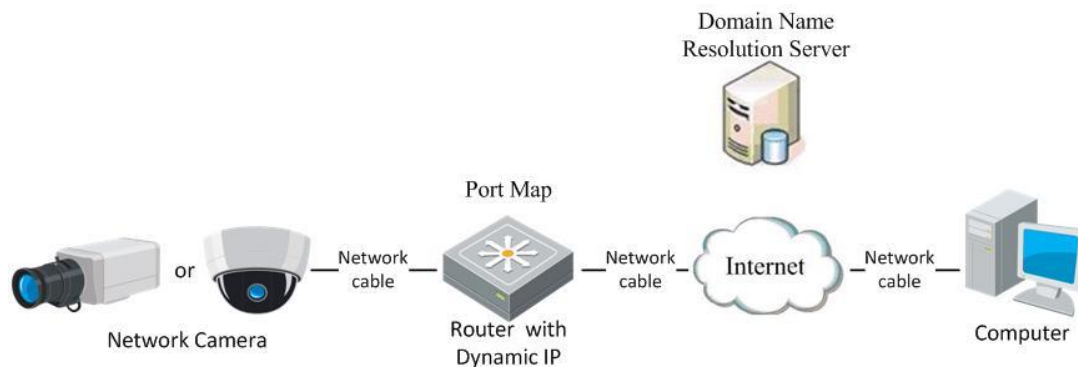 Domain Name
Resolution Server
Port Map
or
Network
cable
Network
cable
Internet
Network
cable
Network Camera
Router with
Dynamic IP
Computer